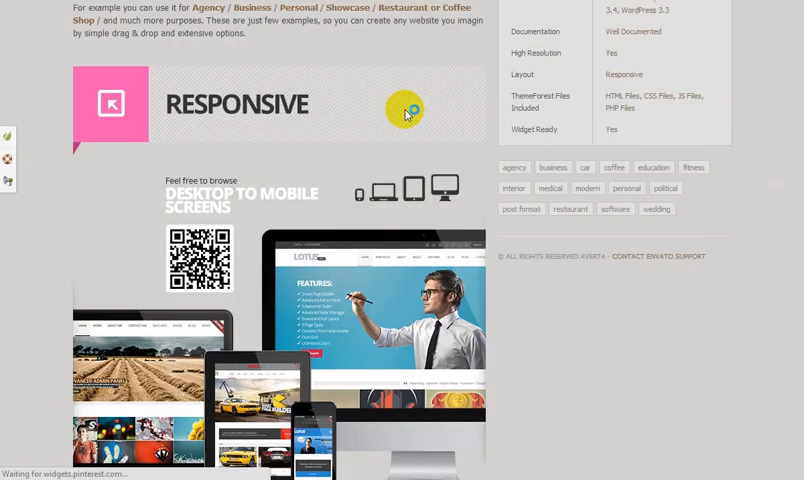 For example you can use it for Agency / Business / Personal / Showcase / Restaurant or Coffee
Shop / and much more purposes. These are just few examples, so you can create any website you imagin
by simple drag & drop and extensive options.
RESPONSIVE
Feel free to browse
DESKTOP TO MOBILE
SCREENS
LOTUS
FEATURES:
ADVANCED ADMIN PANEL
3.4, WordPress 3.3
Documentation Well Documented
High Resolution Yes
Layout Responsive
ThemeForest Files HTML Files, CSS Files, JS Files,
Included PHP Files
Widget Ready Yes
agency business car coffee education fitness
interior medical modern personal political
post format restaurant software wedding
© ALL RIGHTS RESERVED AVERTA - CONTACT ENVATO SUPPORT
Waiting for widgets.pinterest.com...